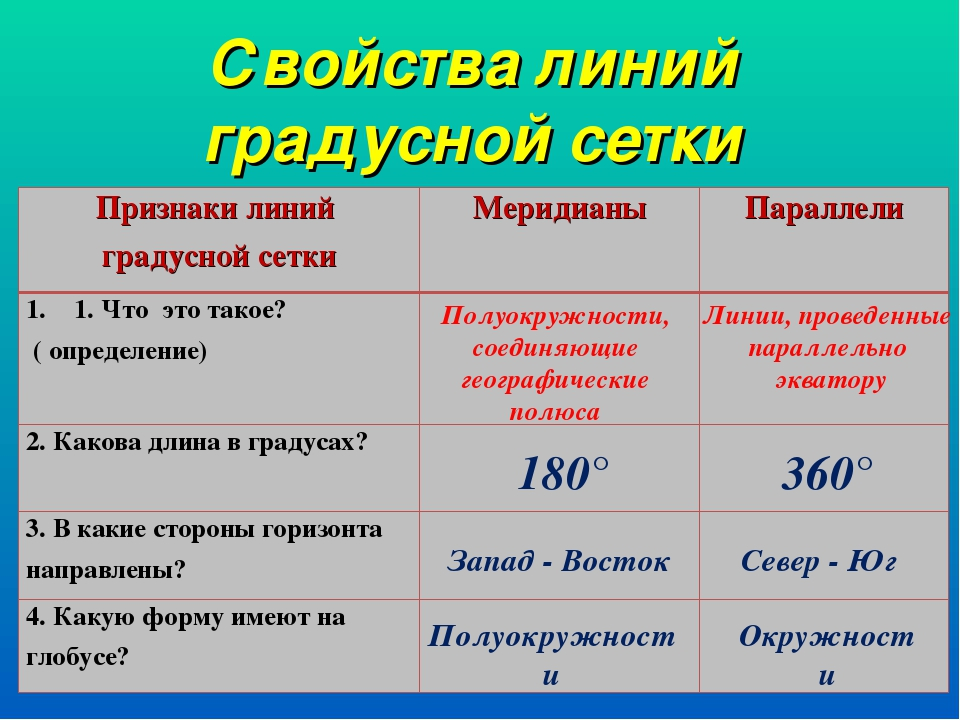 Свойства линий
градусной сетки
Признаки линий
градусной сетки
Меридианы
Параллели
1. 1. Что это такое?
( определение)
Полуокружности,
соединяющие
географические
полюса
Линии, проведенные
параллельно
экватору
2. Какова длина в градусах?
180°
360°
3. В какие стороны горизонта
направлены?
Запад - Восток
Север - Юг
4. Какую форму имеют на
глобусе?
Полуокружност
и
Окружност
и